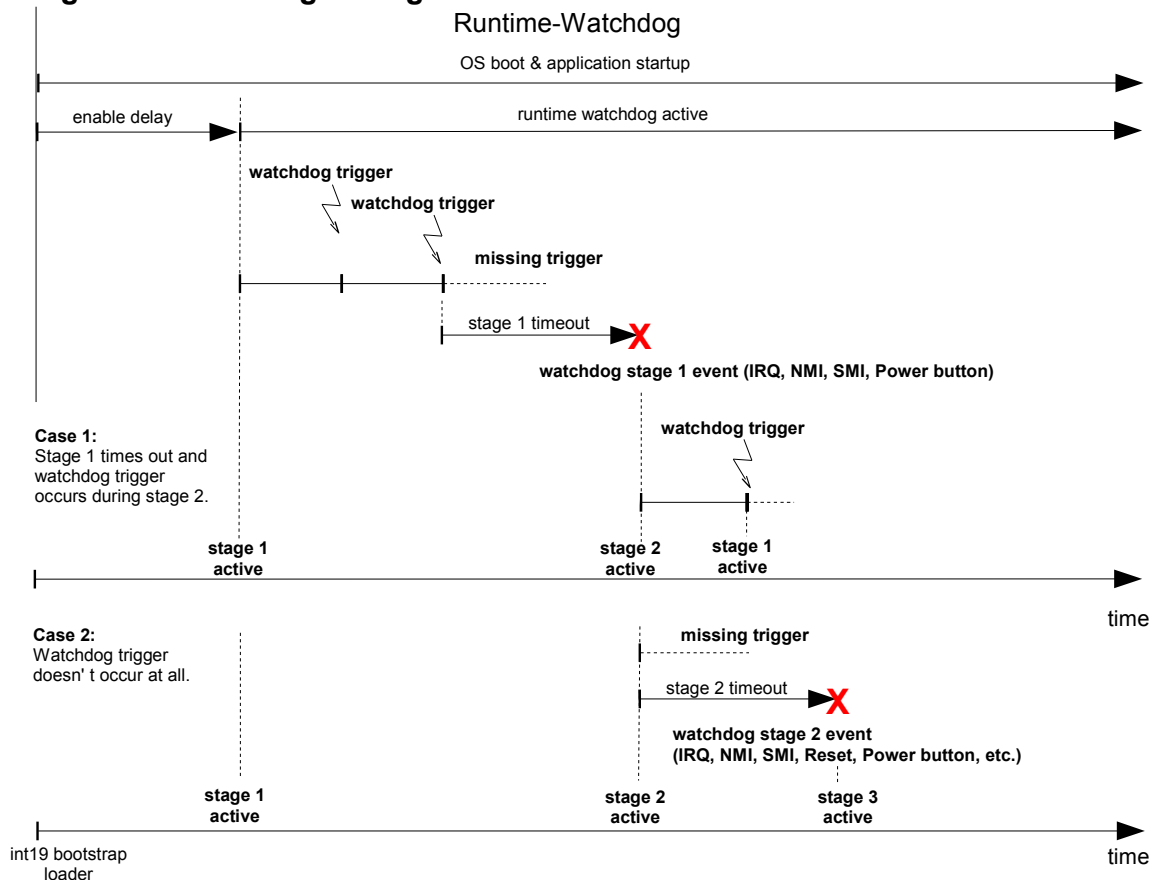 Runtime-Watchdog
OS boot & application startup
enable delay
runtime watchdog active
watchdog trigger
watchdog trigger
missing trigger
stage 1 timeout
X
watchdog stage 1 event (IRQ, NMI, SMI, Power button)
Case 1:
Stage 1 times out and
watchdog trigger
occurs during stage 2.
watchdog trigger
stage 1
active
stage 2
active
stage 1
active
time
Case 2:
Watchdog trigger
doesn' t occur at all.
missing trigger
stage 2 timeout
X
watchdog stage 2 event
(IRQ, NMI, SMI, Reset, Power button, etc.)
stage 1
active
stage 2
active
stage 3
active
time
int19 bootstrap
loader